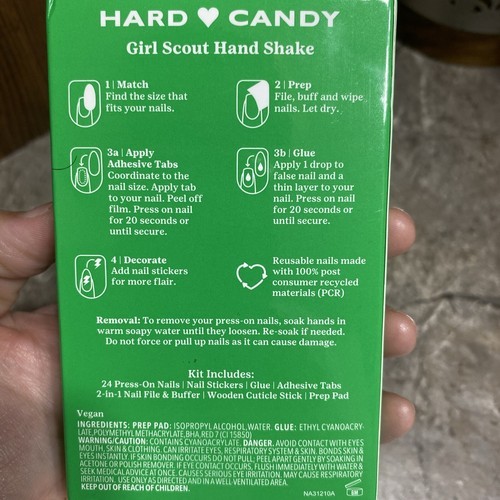 HARD CANDY
Girl Scout Hand Shake
1 | Match
Find the size that
fits your nails.
2 | Prep
File, buff and wipe
nails. Let dry.
3a | Apply
Adhesive Tabs
Coordinate to the
nail size. Apply tab
to your nail. Peel off
film. Press on nail
for 20 seconds or
until secure.
3b | Glue
Apply 1 drop to
false nail and a
thin layer to your
nail. Press on nail
for 20 seconds or
until secure.
4 | Decorate
Add nail stickers
for more flair.
Reusable nails made
with 100% post
consumer recycled
materials (PCR)
Removal: To remove your press-on nails, soak hands in
warm soapy water until they loosen. Re-soak if needed.
Do not force or pull up nails as it can cause damage.
Kit Includes:
24 Press-On Nails | Nail Stickers | Glue | Adhesive Tabs
2-in-1 Nail File & Buffer | Wooden Cuticle Stick | Prep Pad
Vegan
INGREDIENTS: PREP PAD: ISOPROPYL ALCOHOL,WATER. GLUE: ETHYL CYANOACRY-
LATE,POLYMETHYLMETHACRYLATE,BHA,RED 7 (CI 15850)
WARNING/CAUTION: CONTAINS CYANOACRYLATE. DANGER. AVOID CONTACT WITH EYES
MOUTH, SKIN & CLOTHING. CAN IRRITATE EYES, RESPIRATORY SYSTEM & SKIN. BONDS SKIN &
EYES INSTANTLY. IF SKIN BONDING OCCURS DO NOT PULL: PEEL APART GENTLY BY SOAKING IN
ACETONE OR POLISH REMOVER. IF EYE CONTACT OCCURS, FLUSH IMMEDIATELY WITH WATER &
SEEK MEDICAL ADVICE AT ONCE. CAUSES SERIOUS EYE IRRITATION. MAY CAUSE RESPIRATORY
IRRITATION. USE ONLY AS DIRECTED AND IN A WELL-VENTILATED AREA.
KEEP OUT OF REACH OF CHILDREN.
NA31210A